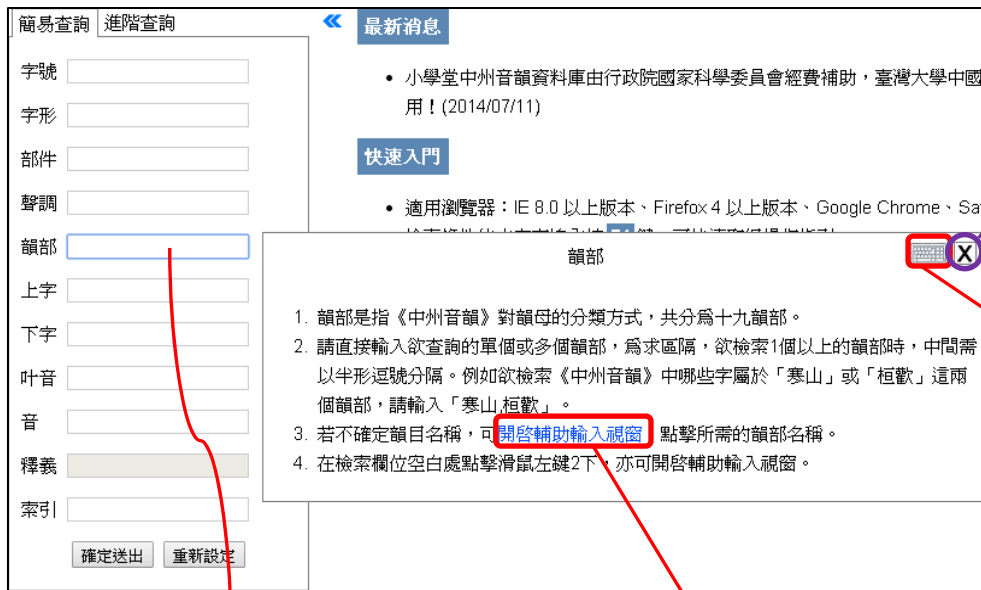 簡易查詢 進階查詢
字號
字形
部件
聲調
韻部
上字
下字
叶音
音
釋義
索引
確定送出 重新設定
最新消息
• 小學堂中州音韻資料庫由行政院國家科學委員會經費補助，臺灣大學中國
用！(2014/07/11)
快速入門
• 適用瀏覽器：IE 8.0 以上版本、Firefox 4 以上版本、Google Chrome、Sa
韻部
X
1. 韻部是指《中州音韻》對韻母的分類方式，共分為十九韻部。
2. 請直接輸入欲查詢的單個或多個韻部，為求區隔，欲檢索1個以上的韻部時，中間需
以半形逗號分隔。例如欲檢索《中州音韻》中哪些字屬於「寒山」或「桓歡」這兩
個韻部，請輸入「寒山,桓歡」。
3. 若不確定韻目名稱，可開啓輔助輸入視窗 點擊所需的韻部名稱。
4. 在檢索欄位空白處點擊滑鼠左鍵2下，亦可開啓輔助輸入視窗。